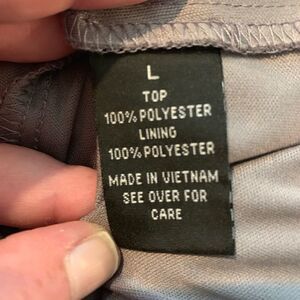 L
TOP
100% POLYESTER
LINING
100% POLYESTER
MADE IN VIETNAM
SEE OVER FOR
CARE